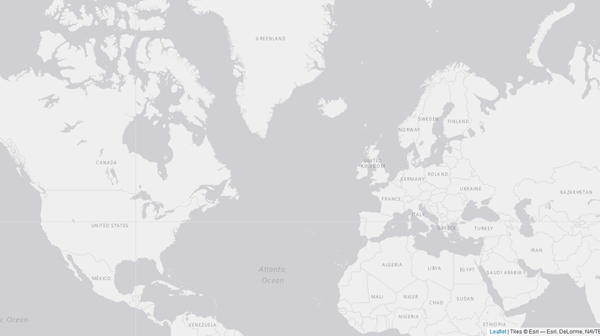 GREENLAND
SWEDEN
FINLAND
NORWAY
UNITED
KINGDOM
CANADA
GERMANY
POLAND
UKRAINE
KAZAKHSTAN
FRANCE
ITALY
UNITED STATES
GREECE
TURKEY
IRAN
ALGERIA
LIBYA
EGYPT
SAUDI ARABIA
Atlantic
Ocean
MÉXICO
MALI
NIGER
CHAD
SUDAN
NIGERIA
Ocean
VENEZUELA
ETHIOPIA
Leaflet | Tiles © Esri — Esri, DeLorme, NAVTE